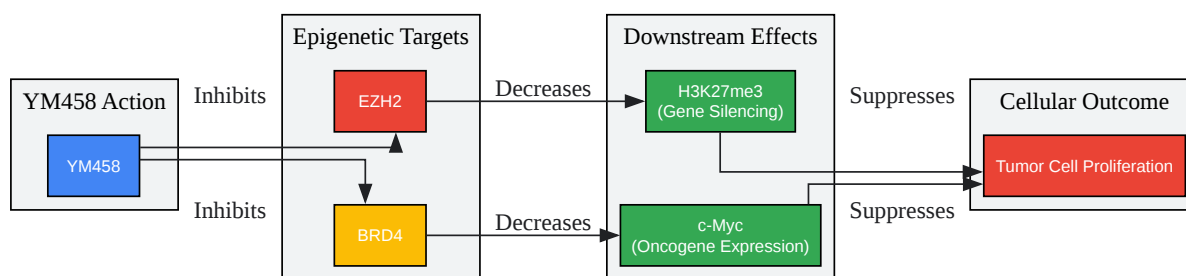 YM458 Action
YM458
Inhibits
Inhibits
Epigenetic Targets
EZH2
BRD4
Decreases
Decreases
Downstream Effects
H3K27me3
(Gene Silencing)
c-Myc
(Oncogene Expression)
Suppresses
Suppresses
Cellular Outcome
Tumor Cell Proliferation